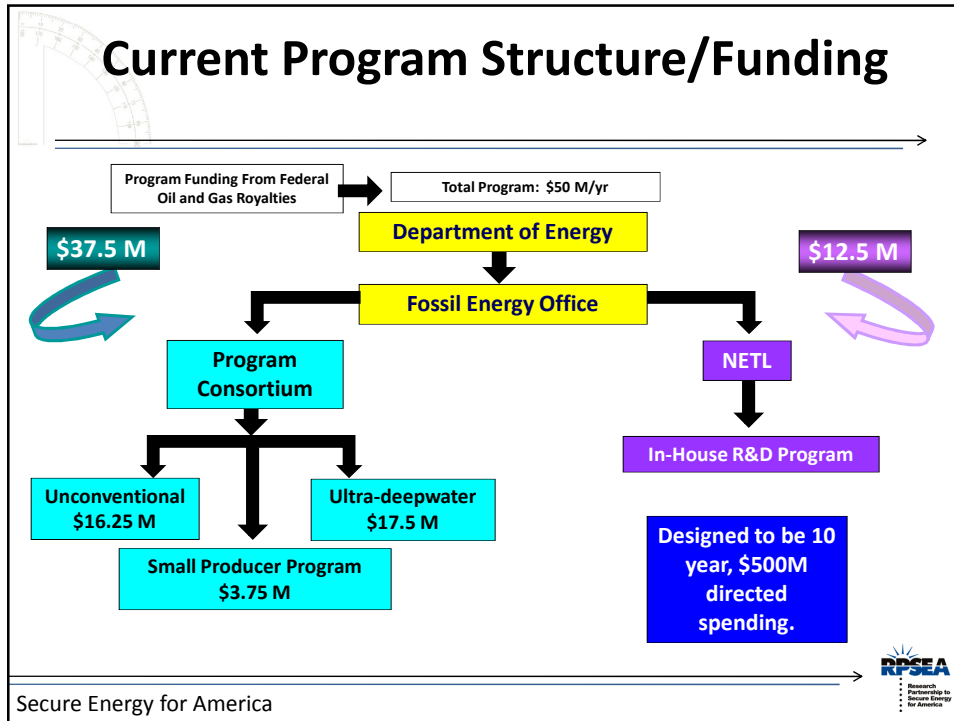 Current Program Structure/Funding
Program Funding From Federal
Oil and Gas Royalties
Total Program: $50 M/yr
Department of Energy
$37.5 M
$12.5 M
Fossil Energy Office
Program
Consortium
NETL
In-House R&D Program
Unconventional
$16.25 M
Ultra-deepwater
$17.5 M
Small Producer Program
$3.75 M
Designed to be 10
year, $500M
directed
spending.
Secure Energy for America
RPSEA
Research
Partnership to
Secure Energy
for America